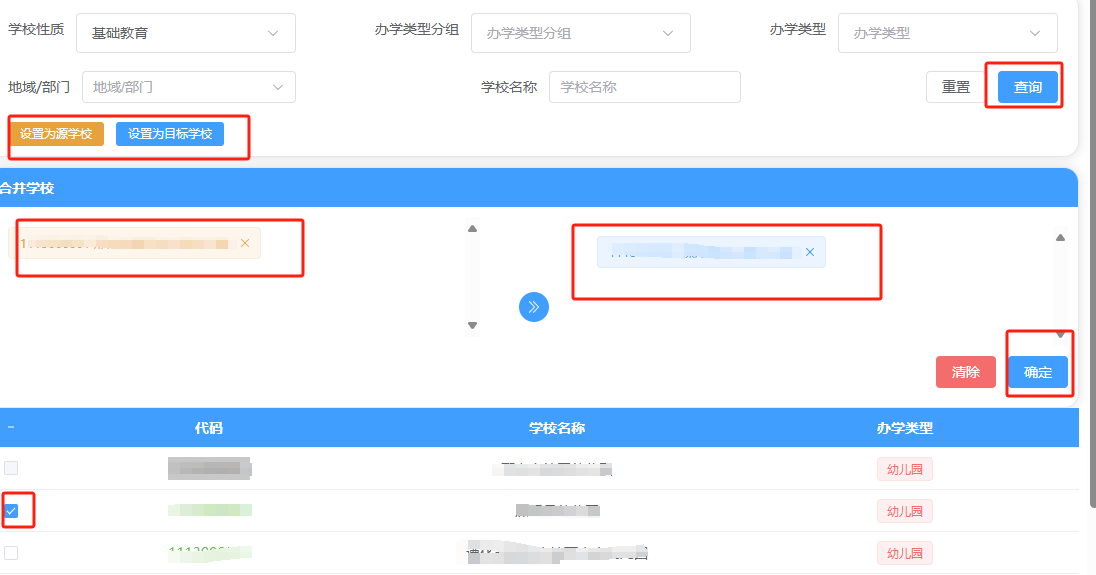 学校性质 基础教育 办学类型分组 办学类型分组 办学类型 办学类型
地域/部门 地域/部门 学校名称 学校名称 重置 查询
设置为源学校 设置为目标学校
合并学校
清除 确定
代码 学校名称 办学类型
幼儿园
幼儿园
幼儿园